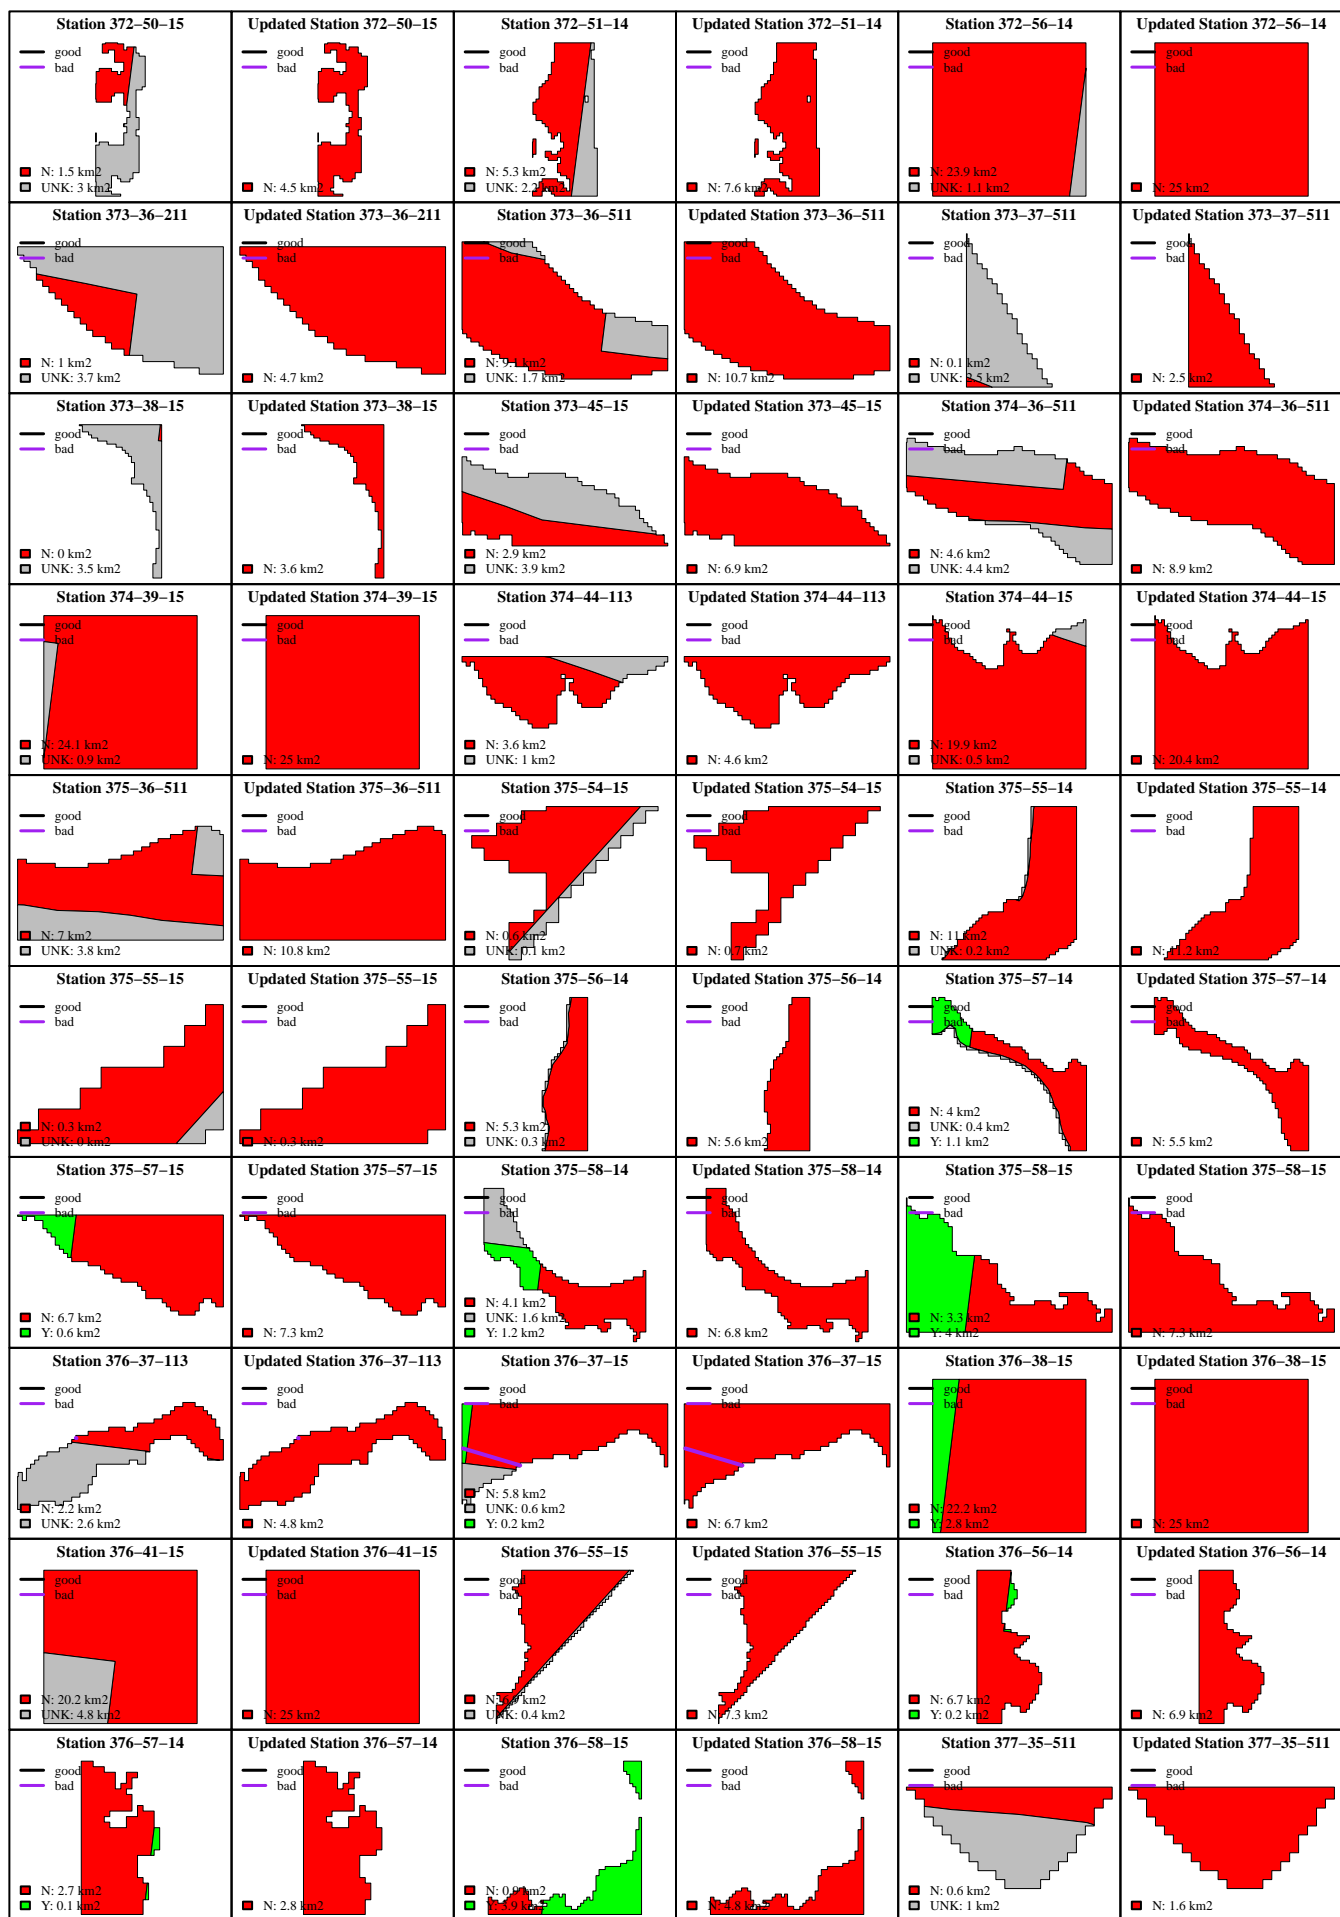 Station 372−50−15
good
bad
N: 1.5 km2
UNK: 3 km2
Updated Station 372−50−15
good
bad
N: 4.5 km2
Station 372−51−14
good
bad
N: 5.3 km2
UNK: 2.2 km2
Updated Station 372−51−14
good
bad
N: 7.6 km2
Station 372−56−14
good
bad
N: 23.9 km2
UNK: 1.1 km2
Updated Station 372−56−14
good
bad
N: 25 km2
Station 373−36−211
good
bad
N: 1 km2
UNK: 3.7 km2
Updated Station 373−36−211
good
bad
N: 4.7 km2
Station 373−36−511
good
bad
N: 9.1 km2
UNK: 1.7 km2
Updated Station 373−36−511
good
bad
N: 10.7 km2
Station 373−37−511
good
bad
N: 0.1 km2
UNK: 2.5 km2
Updated Station 373−37−511
good
bad
N: 2.5 km2
Station 373−38−15
good
bad
N: 0 km2
UNK: 3.5 km2
Updated Station 373−38−15
good
bad
N: 3.6 km2
Station 373−45−15
good
bad
N: 2.9 km2
UNK: 3.9 km2
Updated Station 373−45−15
good
bad
N: 6.9 km2
Station 374−36−511
good
bad
N: 4.6 km2
UNK: 4.4 km2
Updated Station 374−36−511
good
bad
N: 8.9 km2
Station 374−39−15
good
bad
N: 24.1 km2
UNK: 0.9 km2
Updated Station 374−39−15
good
bad
N: 25 km2
Station 374−44−113
good
bad
N: 3.6 km2
UNK: 1 km2
Updated Station 374−44−113
good
bad
N: 4.6 km2
Station 374−44−15
good
bad
N: 19.9 km2
UNK: 0.5 km2
Updated Station 374−44−15
good
bad
N: 20.4 km2
Station 375−36−511
good
bad
N: 7 km2
UNK: 3.8 km2
Updated Station 375−36−511
good
bad
N: 10.8 km2
Station 375−54−15
good
bad
N: 0.6 km2
UNK: 0.1 km2
Updated Station 375−54−15
good
bad
N: 0.7 km2
Station 375−55−14
good
bad
N: 11 km2
UNK: 0.2 km2
Updated Station 375−55−14
good
bad
N: 11.2 km2
Station 375−55−15
good
bad
N: 0.3 km2
UNK: 0 km2
Updated Station 375−55−15
good
bad
N: 0.3 km2
Station 375−56−14
good
bad
N: 5.3 km2
UNK: 0.3 km2
Updated Station 375−56−14
good
bad
N: 5.6 km2
Station 375−57−14
good
bad
N: 4 km2
UNK: 0.4 km2
Y: 1.1 km2
Updated Station 375−57−14
good
bad
N: 5.5 km2
Station 375−57−15
good
bad
N: 6.7 km2
Y: 0.6 km2
Updated Station 375−57−15
good
bad
N: 7.3 km2
Station 375−58−14
good
bad
N: 4.1 km2
UNK: 1.6 km2
Y: 1.2 km2
Updated Station 375−58−14
good
bad
N: 6.8 km2
Station 375−58−15
good
bad
N: 3.3 km2
Y: 4 km2
Updated Station 375−58−15
good
bad
N: 7.3 km2
Station 376−37−113
good
bad
N: 2.2 km2
UNK: 2.6 km2
Updated Station 376−37−113
good
bad
N: 4.8 km2
Station 376−37−15
good
bad
N: 5.8 km2
UNK: 0.6 km2
Y: 0.2 km2
Updated Station 376−37−15
good
bad
N: 6.7 km2
Station 376−38−15
good
bad
N: 22.2 km2
Y: 2.8 km2
Updated Station 376−38−15
good
bad
N: 25 km2
Station 376−41−15
good
bad
N: 20.2 km2
UNK: 4.8 km2
Updated Station 376−41−15
good
bad
N: 25 km2
Station 376−55−15
good
bad
km2
UNK: 0.4 km2
Updated Station 376−55−15
good
bad
N: 7.3 km2
Station 376−56−14
good
bad
N: 6.7 km2
Y: 0.2 km2
Updated Station 376−56−14
good
bad
N: 6.9 km2
Station 376−57−14
good
bad
N: 2.7 km2
Y: 0.1 km2
Updated Station 376−57−14
good
bad
N: 2.8 km2
Station 376−58−15
good
bad
N: 0.9 km2
Y: 3.9 km2
Updated Station 376−58−15
good
bad
N: 4.8 km2
Station 377−35−511
good
bad
N: 0.6 km2
UNK: 1 km2
Updated Station 377−35−511
good
bad
N: 1.6 km2